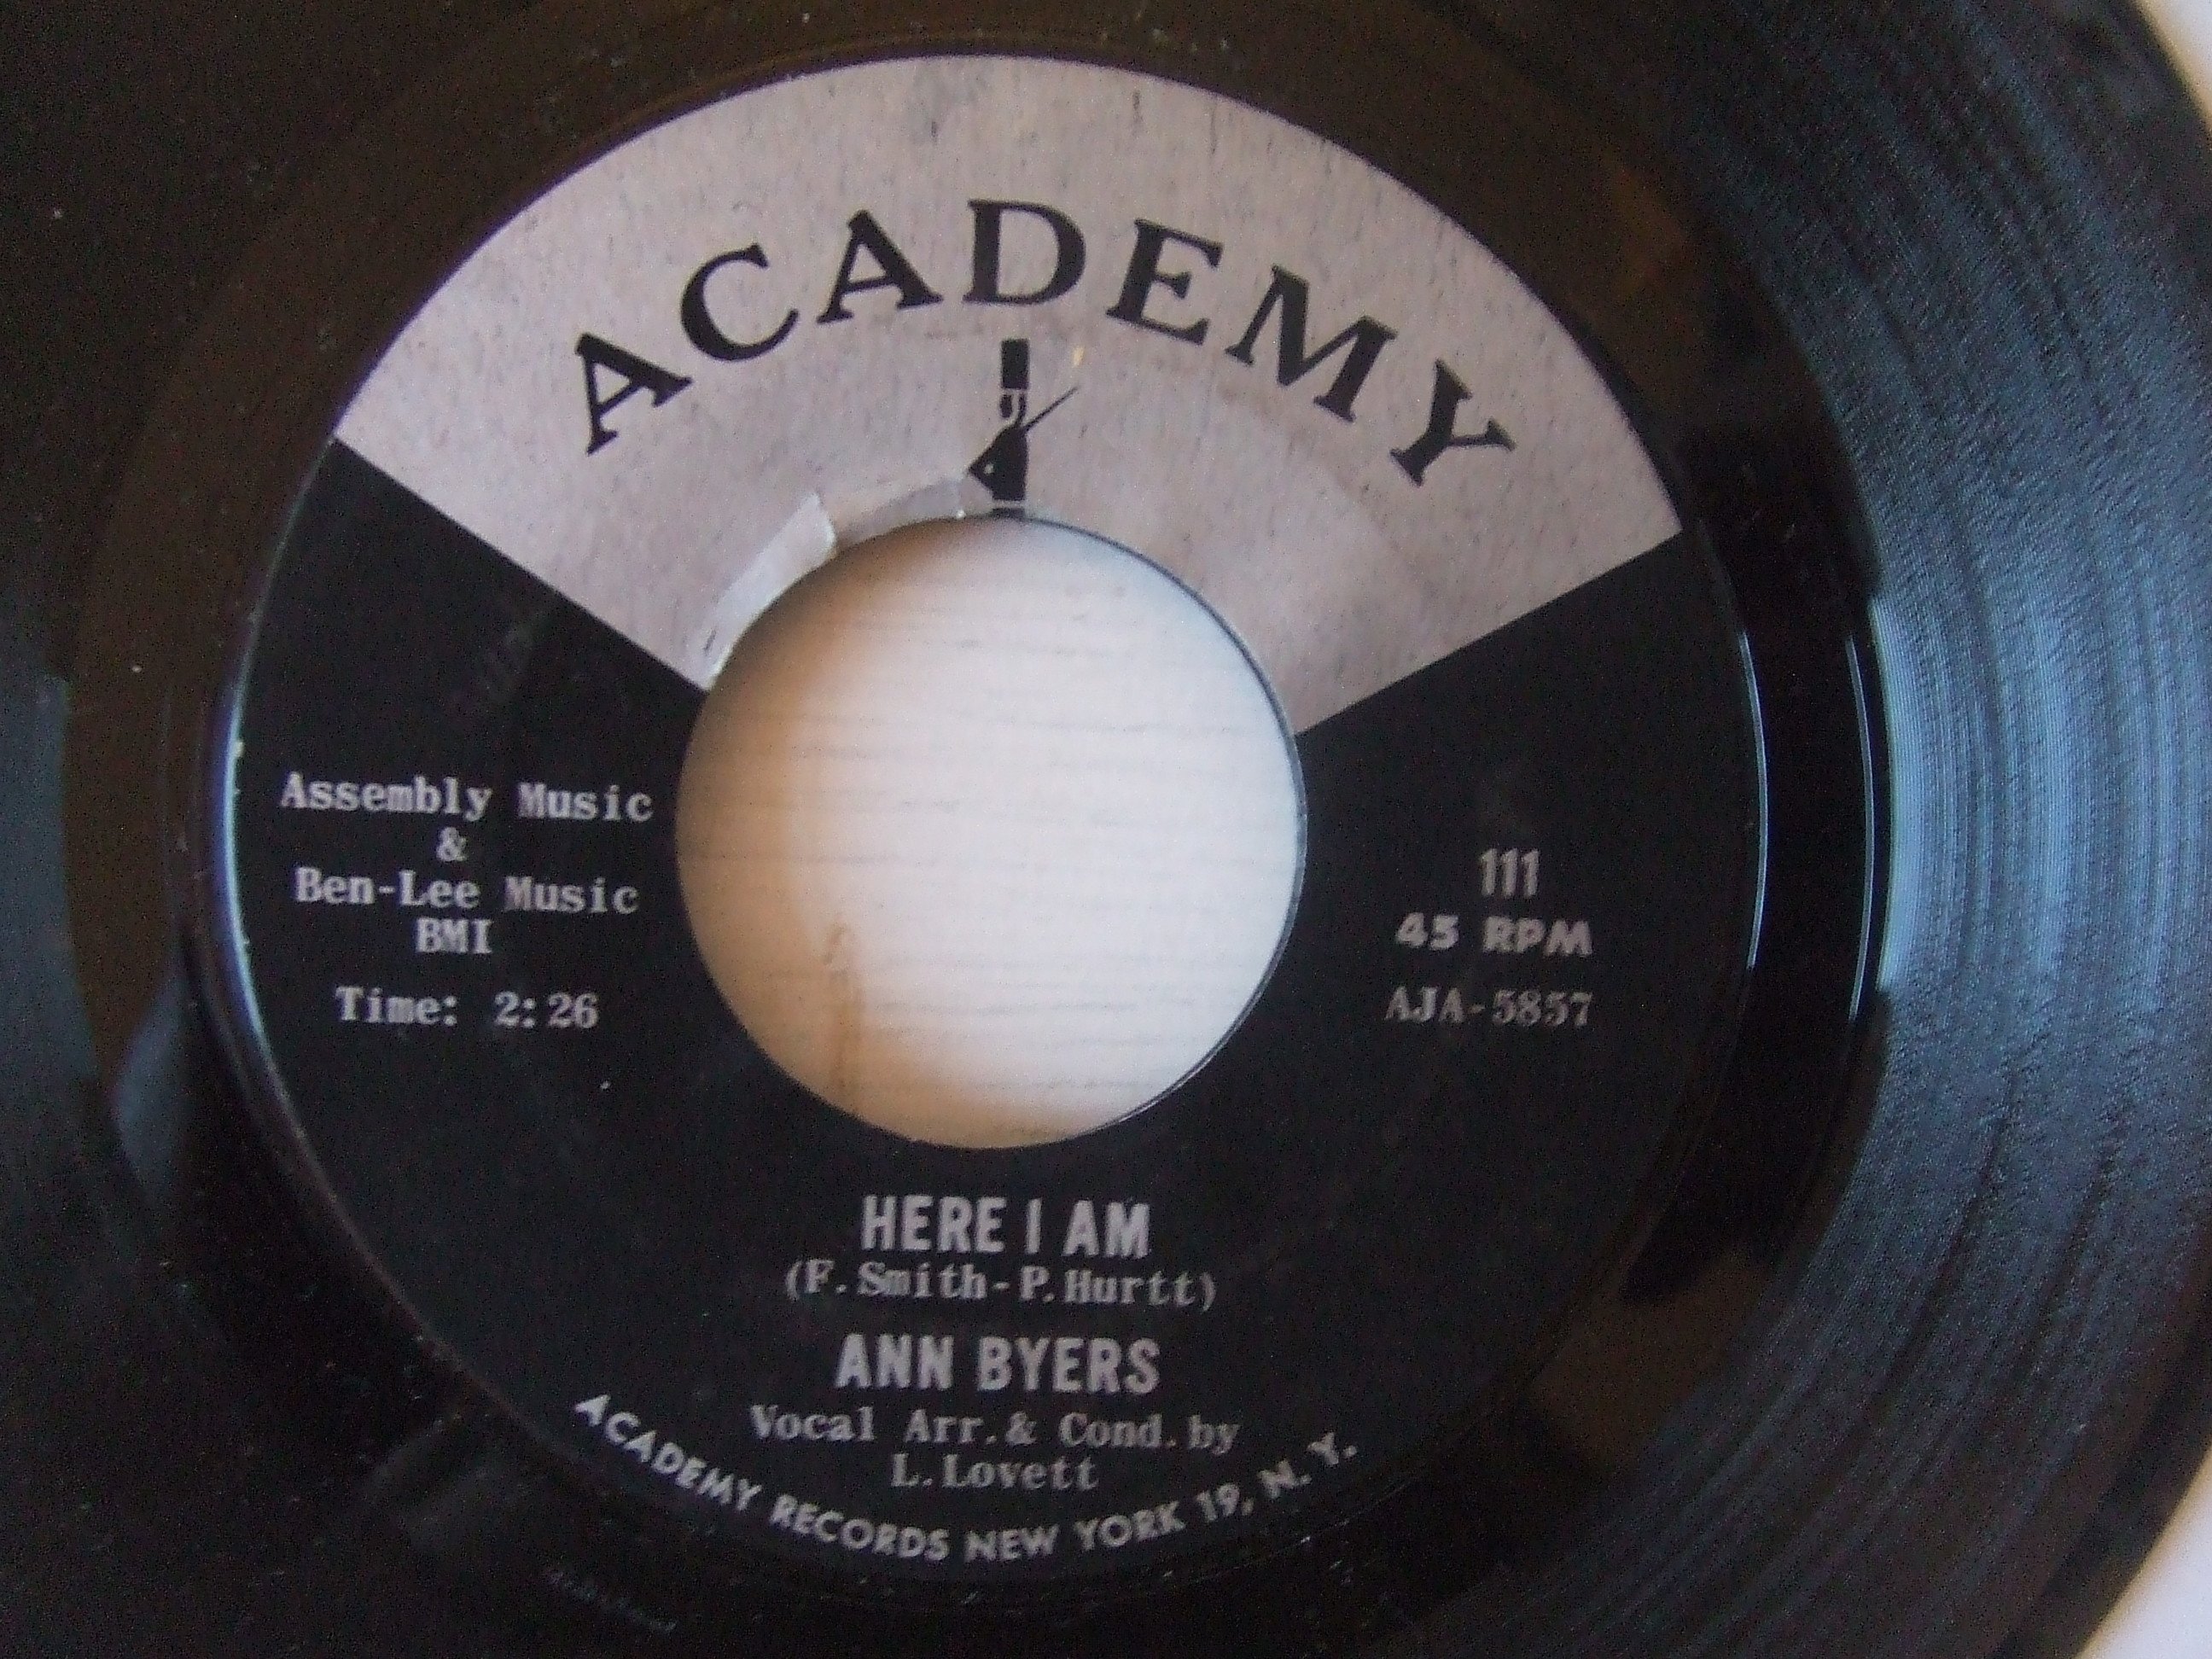 ACADEMY
Assembly Music
&
Ben-Lee Music
BMI
Time: 2:26
111
45 RPM
AJA-5857
HERE I AM
(F.Smith-P.Hurtt)
ANN BYERS
Vocal Arr.& Cond.by
L.Lovett
ACADEMY RECORDS NEW YORK 19, N.Y.